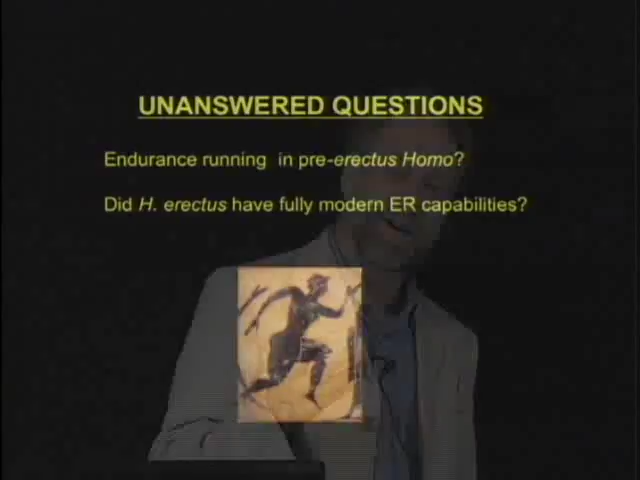 UNANSWERED QUESTIONS
Endurance running in pre-erectus Homo?
Did H. erectus have fully modern ER capabilities?